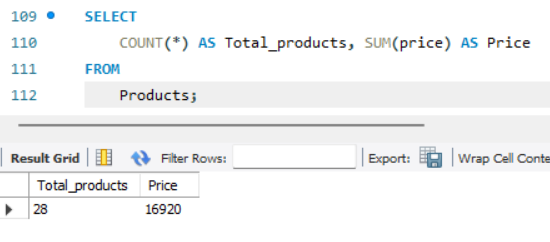 109 SELECT
110 COUNT(*) AS Total_products, SUM(price) AS Price
111 FROM
112 Products;
Result Grid Filter Rows: Export: Wrap Cell Conte
Total_products Price
28 16920